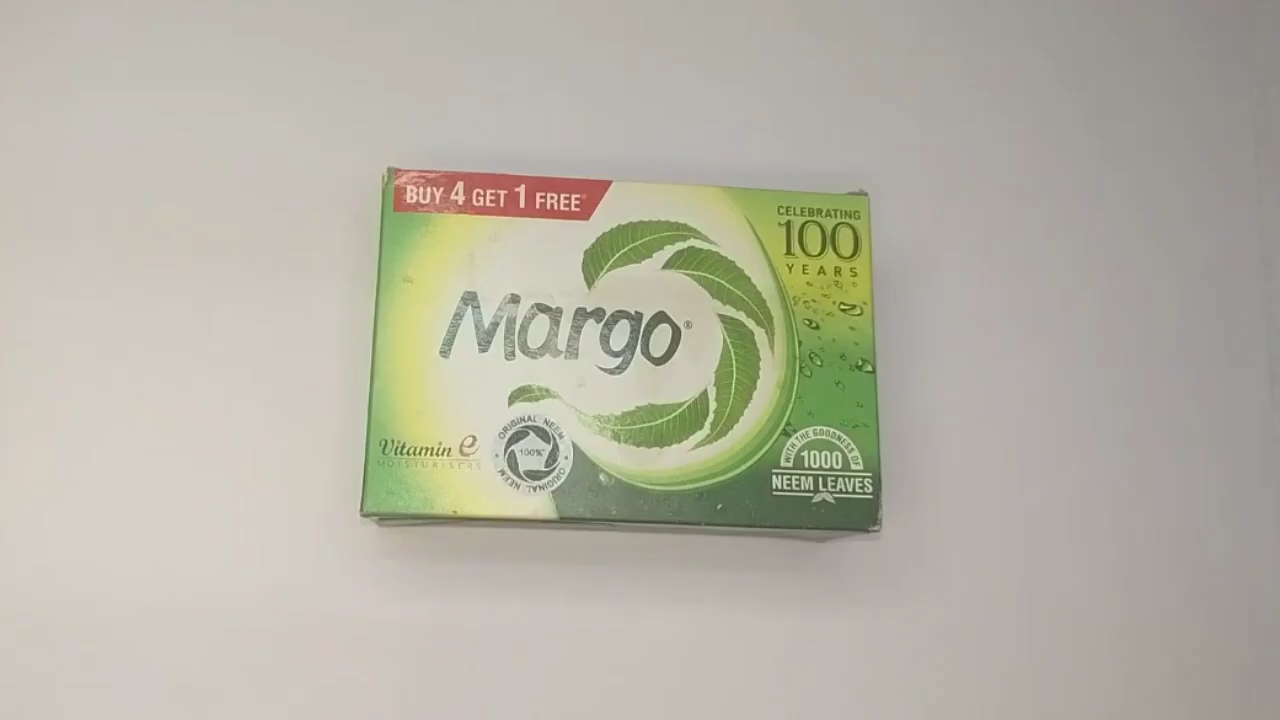 BUY 4 GET 1 FREE*
CELEBRATING
100
YEARS
Margo®
Vitamin e
MOISTURISERS
ORIGINAL NEEM
100%*
ORIGINAL NEEM
WITH THE GOODNESS OF
1000
NEEM LEAVES